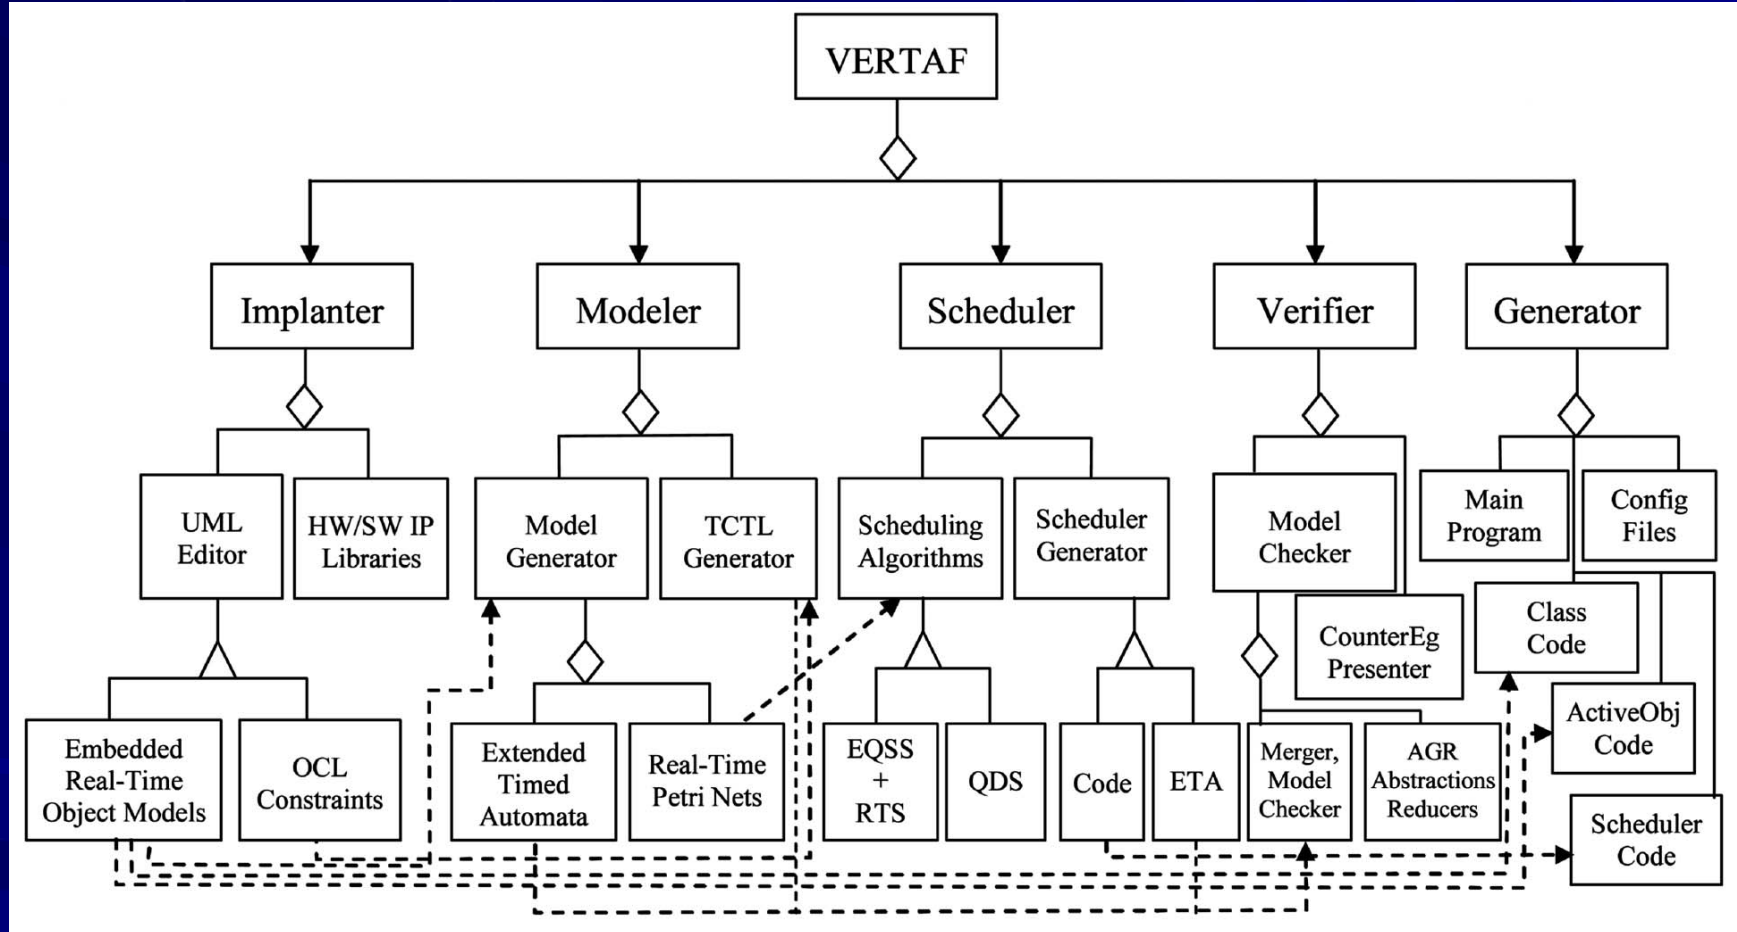 VERTAF
Implanter
Modeler
Scheduler
Verifier
Generator
UML
Editor
HW/SW IP
Libraries
Model
Generator
TCTL
Generator
Scheduling
Algorithms
Scheduler
Generator
Model
Checker
Main
Program
Config
Files
CounterEg
Presenter
Class
Code
Embedded
Real-Time
Object Models
OCL
Constraints
Extended
Timed
Automata
Real-Time
Petri Nets
EQSS
+
RTS
QDS
Code
ETA
Merger,
Model
Checker
AGR
Abstractions
Reducers
ActiveObj
Code
Scheduler
Code